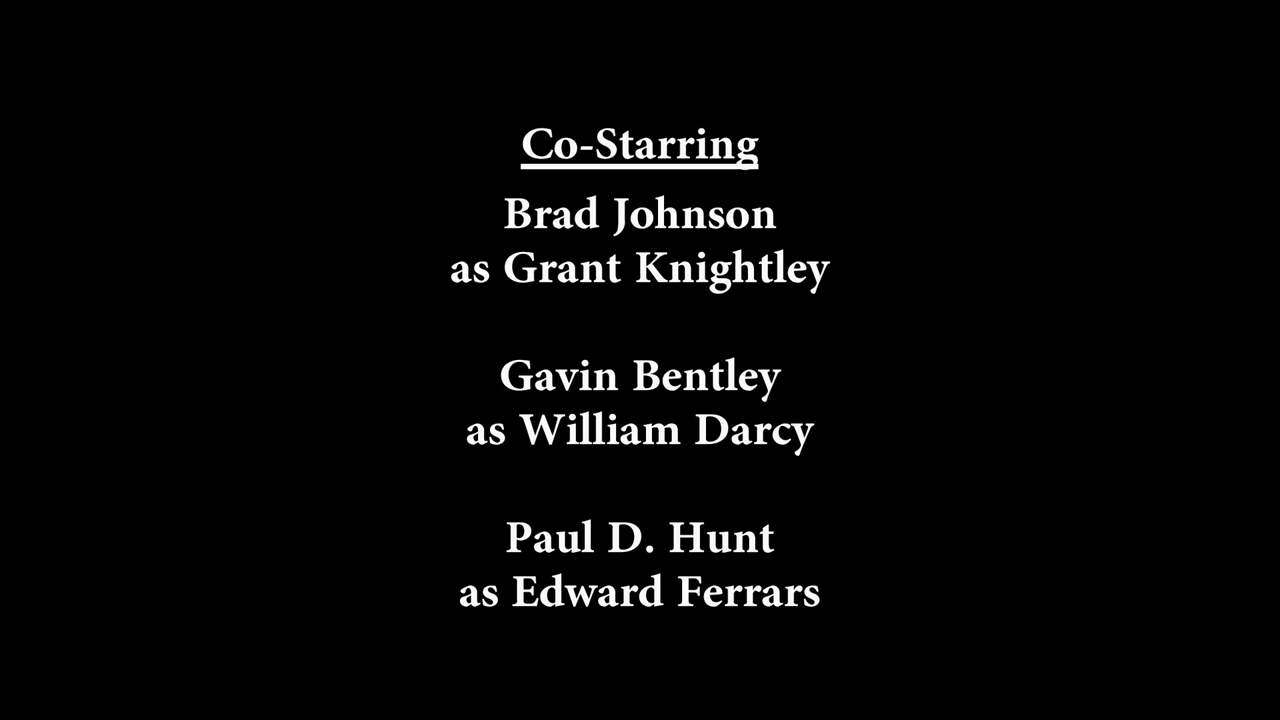 Co-Starring
Brad Johnson
as Grant Knightley
Gavin Bentley
as William Darcy
Paul D. Hunt
as Edward Ferrars